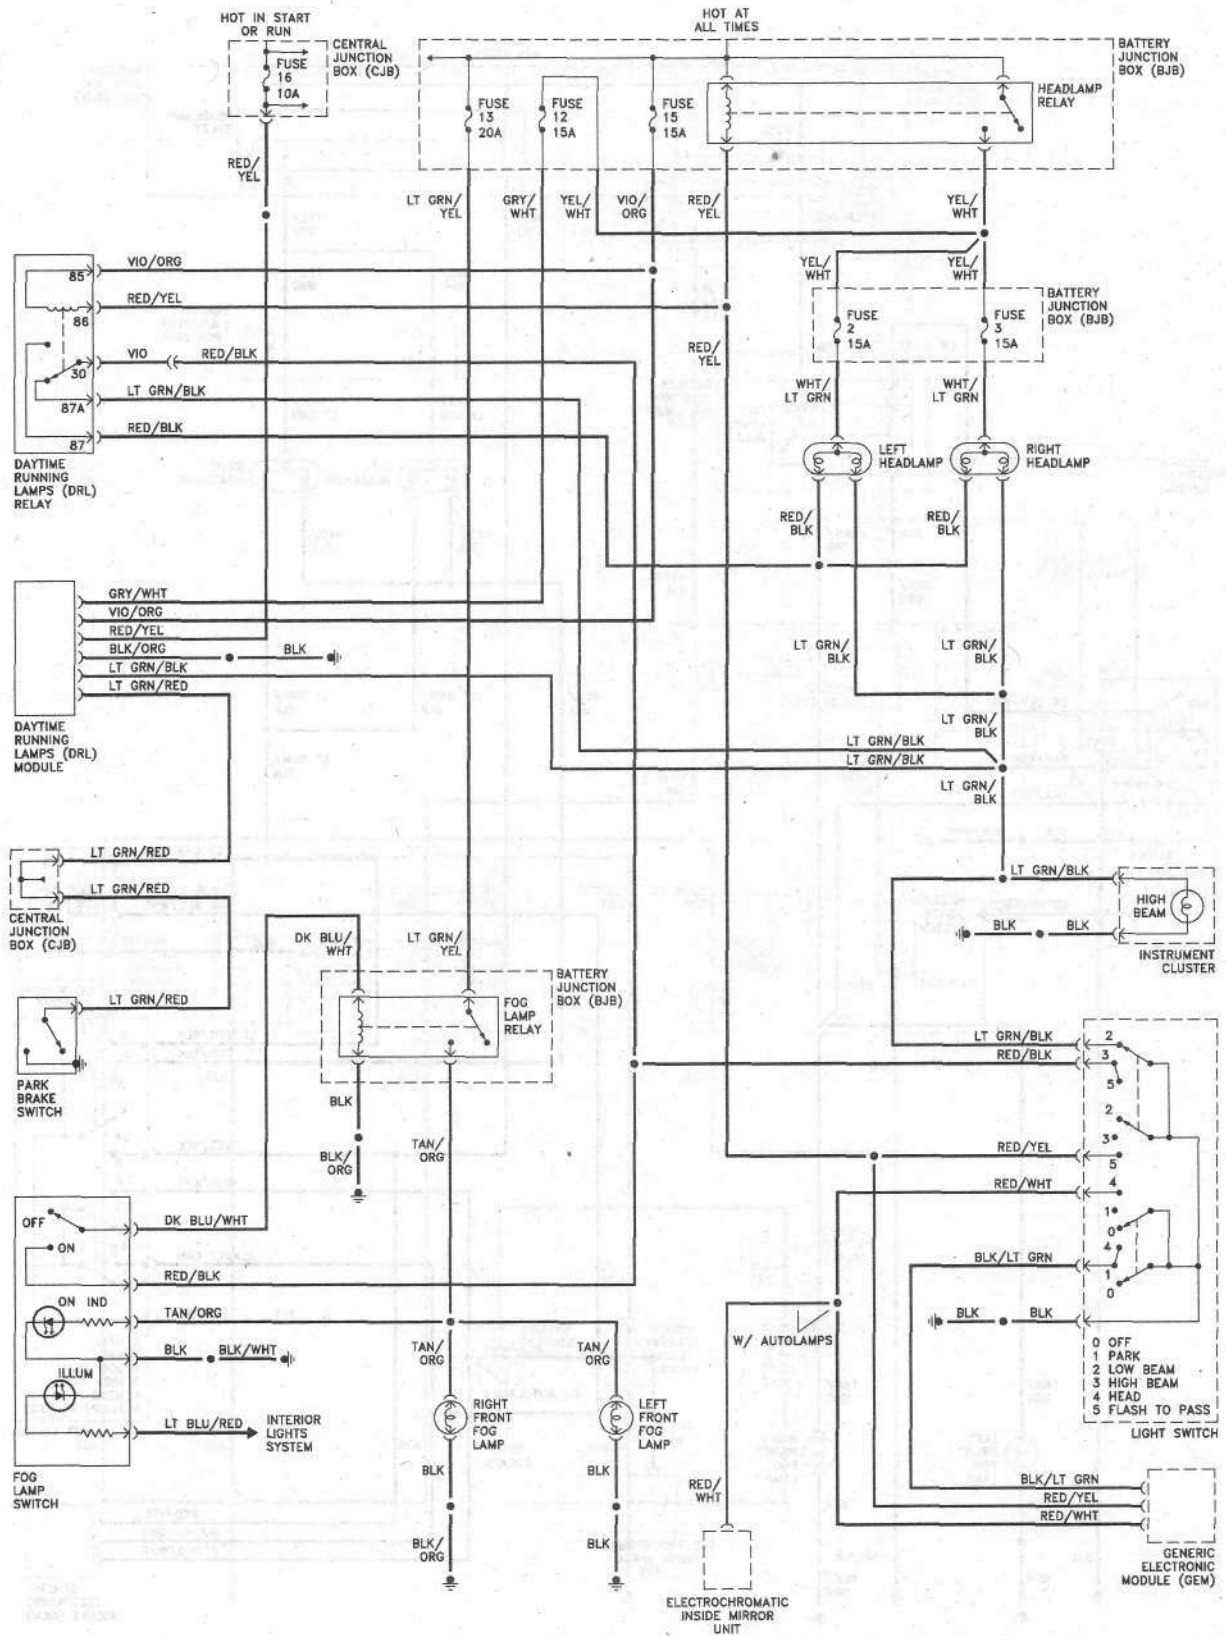 HOT IN START
OR RUN
CENTRAL
JUNCTION
BOX (CJB)
FUSE
16
10A
RED/
YEL
HOT AT
ALL TIMES
BATTERY
JUNCTION
BOX (BJB)
HEADLAMP
RELAY
FUSE
13
20A
FUSE
12
15A
FUSE
15
15A
LT GRN/
YEL
GRY/
WHT
YEL/
WHT
VIO/
ORG
RED/
YEL
YEL/
WHT
YEL/
WHT
YEL/
WHT
VIO/ORG
85
RED/YEL
86
VIO
RED/BLK
30
LT GRN/BLK
87A
RED/BLK
87
DAYTIME
RUNNING
LAMPS (DRL)
RELAY
BATTERY
JUNCTION
BOX (BJB)
FUSE
2
15A
FUSE
3
15A
RED/
YEL
WHT/
LT GRN
WHT/
LT GRN
LEFT
HEADLAMP
RIGHT
HEADLAMP
RED/
BLK
RED/
BLK
GRY/WHT
VIO/ORG
RED/YEL
BLK/ORG
BLK
LT GRN/BLK
LT GRN/RED
DAYTIME
RUNNING
LAMPS (DRL)
MODULE
LT GRN/
BLK
LT GRN/
BLK
LT GRN/
BLK
LT GRN/BLK
LT GRN/BLK
LT GRN/
BLK
LT GRN/RED
LT GRN/RED
CENTRAL
JUNCTION
BOX (CJB)
LT GRN/BLK
HIGH
BEAM
BLK
BLK
INSTRUMENT
CLUSTER
DK BLU/
WHT
LT GRN/
YEL
BATTERY
JUNCTION
BOX (BJB)
FOG
LAMP
RELAY
LT GRN/RED
PARK
BRAKE
SWITCH
BLK
BLK/
ORG
TAN/
ORG
LT GRN/BLK
2
RED/BLK
3
5
2
3
RED/YEL
5
RED/WHT
4
1
0
4
BLK/LT GRN
1
0
BLK
BLK
0 OFF
1 PARK
2 LOW BEAM
3 HIGH BEAM
4 HEAD
5 FLASH TO PASS
LIGHT SWITCH
OFF
DK BLU/WHT
ON
RED/BLK
ON IND
TAN/ORG
BLK
BLK/WHT
ILLUM
LT BLU/RED
INTERIOR
LIGHTS
SYSTEM
FOG
LAMP
SWITCH
TAN/
ORG
TAN/
ORG
RIGHT
FRONT
FOG
LAMP
LEFT
FRONT
FOG
LAMP
BLK
BLK
BLK/
ORG
BLK
W/ AUTOLAMPS
RED/
WHT
ELECTROCHROMATIC
INSIDE MIRROR
UNIT
BLK/LT GRN
RED/YEL
RED/WHT
GENERIC
ELECTRONIC
MODULE (GEM)